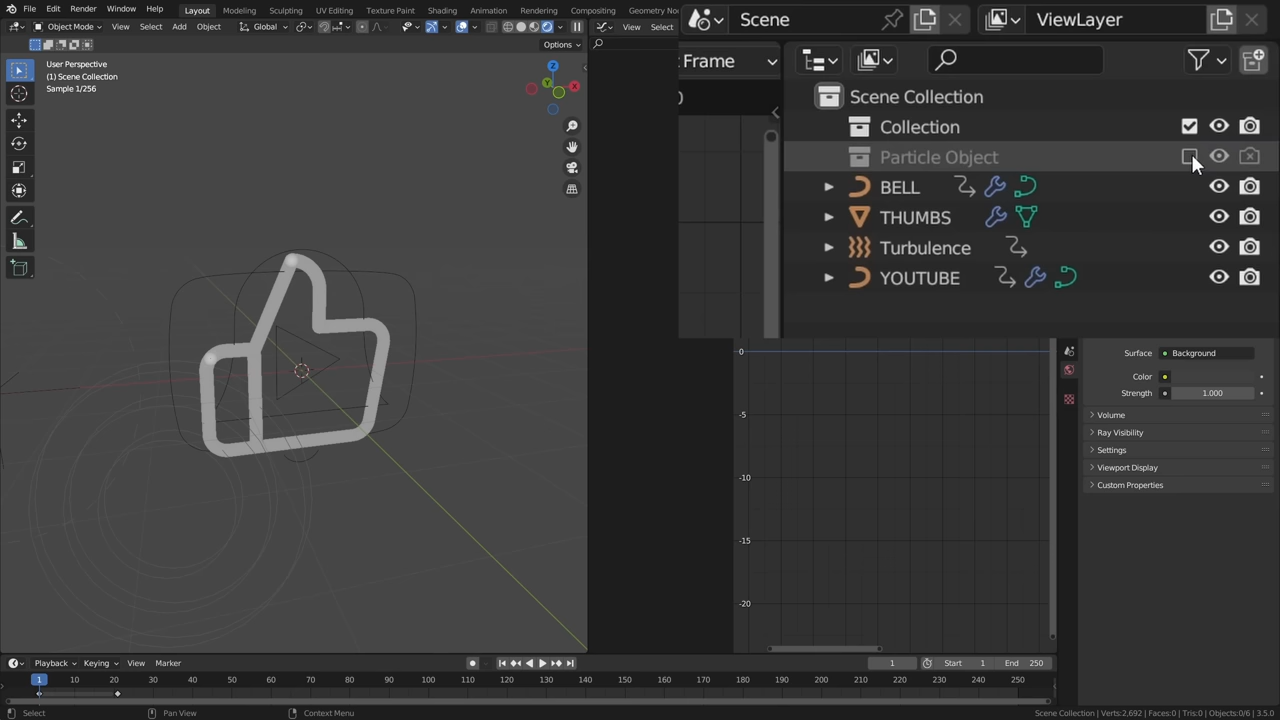 File Edit Render Window Help Layout Modeling Sculpting UV Editing Texture Paint Shading Animation Rendering Compositing Geometry No
Scene ViewLayer
Object Mode View Select Add Object Global View Select
Options
Frame
User Perspective
(1) Scene Collection
Sample 1/256
Z
Y
X
0
Scene Collection
Collection
Particle Object
BELL
THUMBS
Turbulence
YOUTUBE
0
-5
-10
-15
-20
Surface Background
Color
Strength 1.000
Volume
Ray Visibility
Settings
Viewport Display
Custom Properties
Playback Keying View Marker 1 Start 1 End 250
1 10 20 30 40 50 60 70 80 90 100 110 120 130 140 150 160 170 180 190 200 210 220 230 240 250
Select Pan View Context Menu Scene Collection | Verts:2,692 | Faces:0 | Tris:0 | Objects:0/6 | 3.5.0